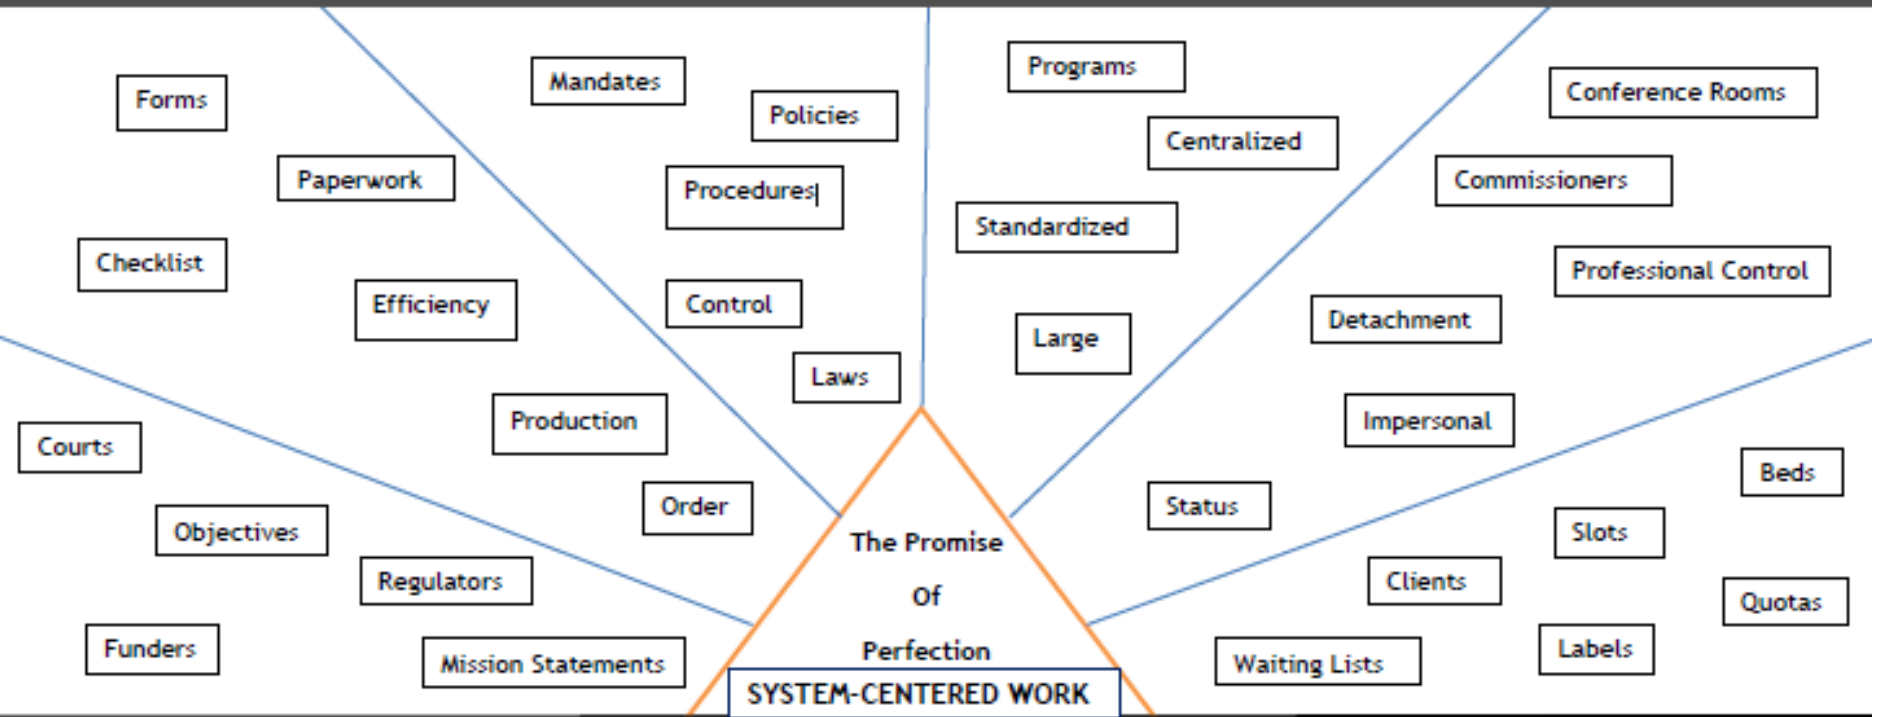 Forms
Paperwork
Checklist
Efficiency
Production
Order
Mandates
Policies
Procedures
Control
Laws
Programs
Centralized
Standardized
Large
Conference Rooms
Commissioners
Professional Control
Detachment
Impersonal
Status
Courts
Objectives
Regulators
Funders
Mission Statements
Beds
Slots
Clients
Quotas
Labels
Waiting Lists
The Promise
Of
Perfection
SYSTEM-CENTERED WORK